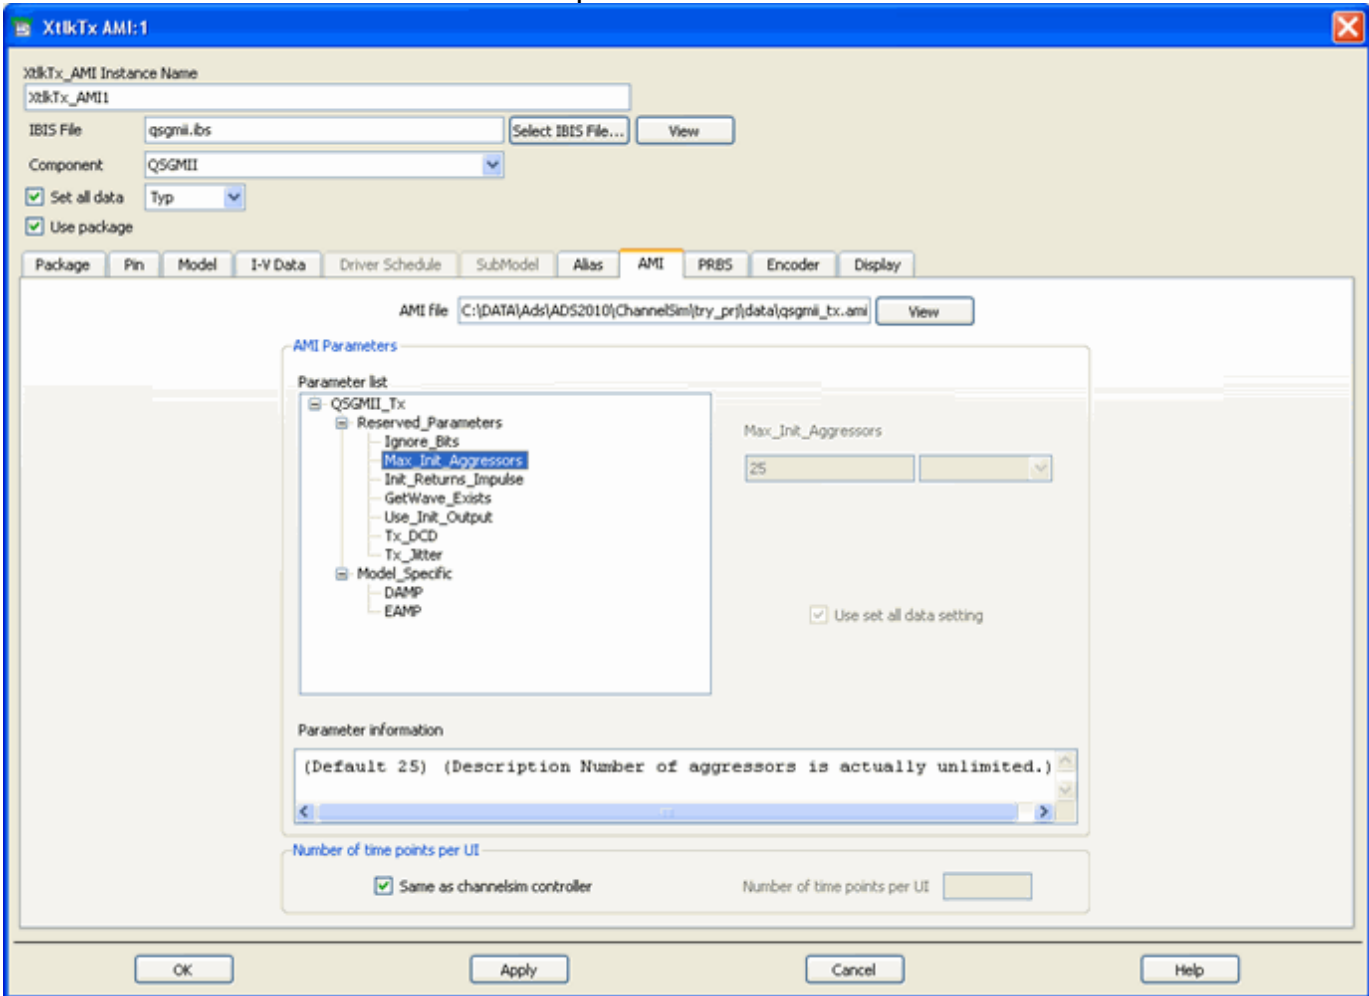 XtlkTx AMI:1
XtlkTx_AMI Instance Name
XtlkTx_AMI1
IBIS File qsgmii.ibs Select IBIS File... View
Component QSGMII
Set all data Typ
Use package
Package Pin Model I-V Data Driver Schedule SubModel Alias AMI PRBS Encoder Display
AMI file C:\DATA\Ads\ADS2010\ChannelSim\try_prj\data\qsgmii_tx.ami View
AMI Parameters
Parameter list
QSGMII_Tx
Reserved_Parameters
Ignore_Bits
Max_Init_Aggressors
Init_Returns_Impulse
GetWave_Exists
Use_Init_Output
Tx_DCD
Tx_Jitter
Model_Specific
DAMP
EAMP
Max_Init_Aggressors
25
Use set all data setting
Parameter information
(Default 25) (Description Number of aggressors is actually unlimited.)
Number of time points per UI
Same as channelsim controller Number of time points per UI
OK Apply Cancel Help